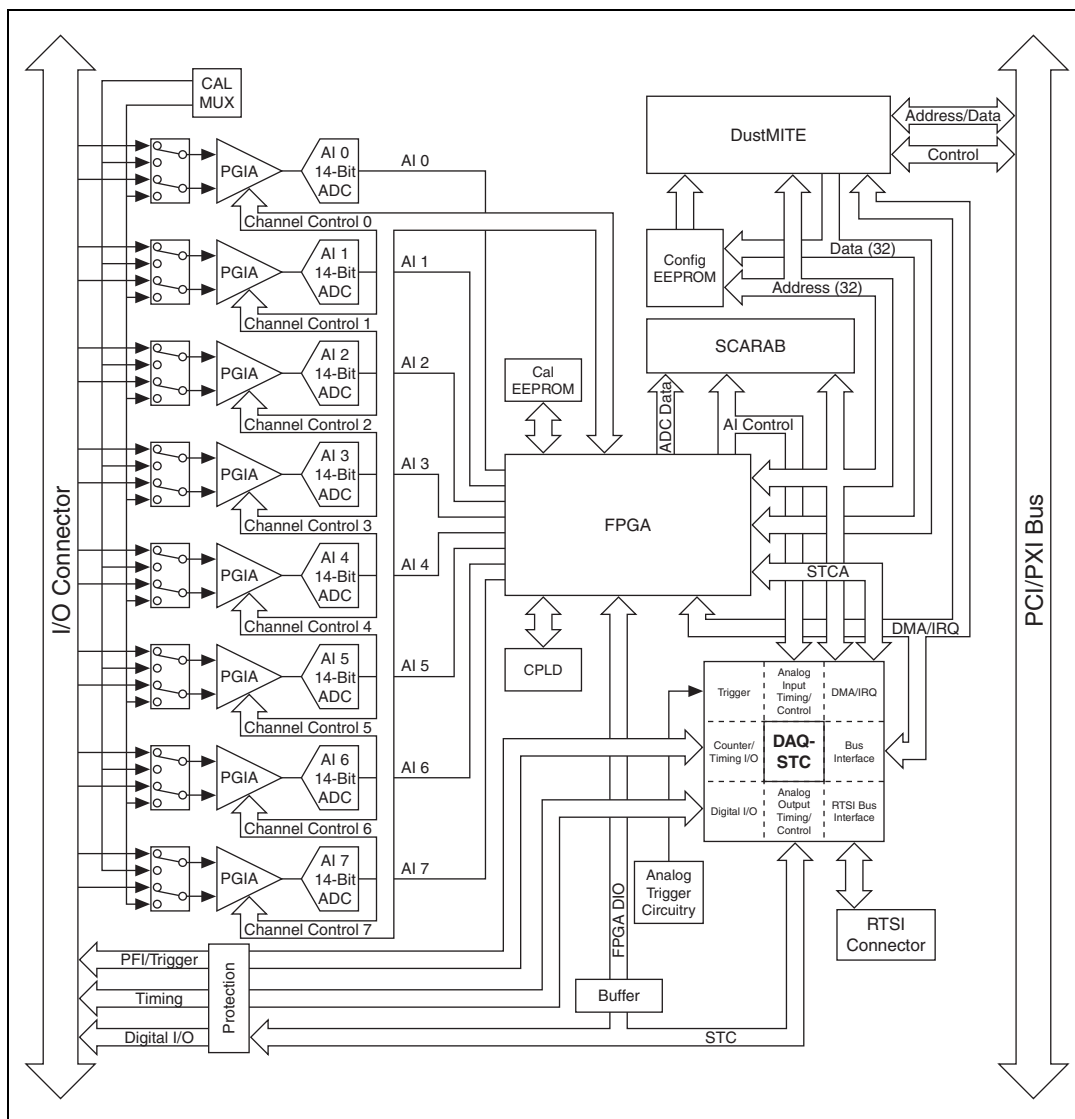 CAL
MUX
I/O Connector
PCI/PXI Bus
DustMITE
Address/Data
Control
PGIA
AI 0
14-Bit
ADC
AI 0
Channel Control 0
PGIA
AI 1
14-Bit
ADC
AI 1
Channel Control 1
PGIA
AI 2
14-Bit
ADC
AI 2
Channel Control 2
PGIA
AI 3
14-Bit
ADC
AI 3
Channel Control 3
PGIA
AI 4
14-Bit
ADC
AI 4
Channel Control 4
PGIA
AI 5
14-Bit
ADC
AI 5
Channel Control 5
PGIA
AI 6
14-Bit
ADC
AI 6
Channel Control 6
PGIA
AI 7
14-Bit
ADC
AI 7
Channel Control 7
Config
EEPROM
Data (32)
Address (32)
SCARAB
Cal
EEPROM
ADC Data
AI Control
FPGA
STCA
DMA/IRQ
CPLD
Trigger
Analog
Input
Timing/
Control
DMA/IRQ
Counter/
Timing I/O
DAQ-
STC
Bus
Interface
Digital I/O
Analog
Output
Timing/
Control
RTSI Bus
Interface
Analog
Trigger
Circuitry
RTSI
Connector
FPGA DIO
Buffer
STC
PFI/Trigger
Timing
Digital I/O
Protection